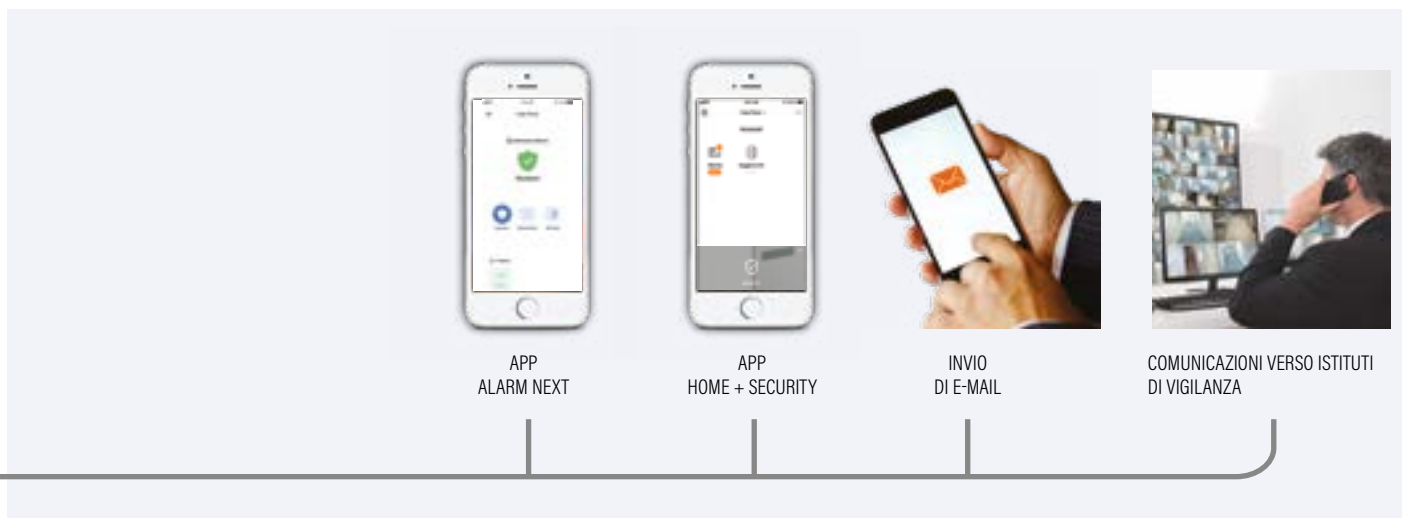 APP
ALARM NEXT
APP
HOME + SECURITY
INVIO
DI E-MAIL
COMUNICAZIONI VERSO ISTITUTI
DI VIGILANZA